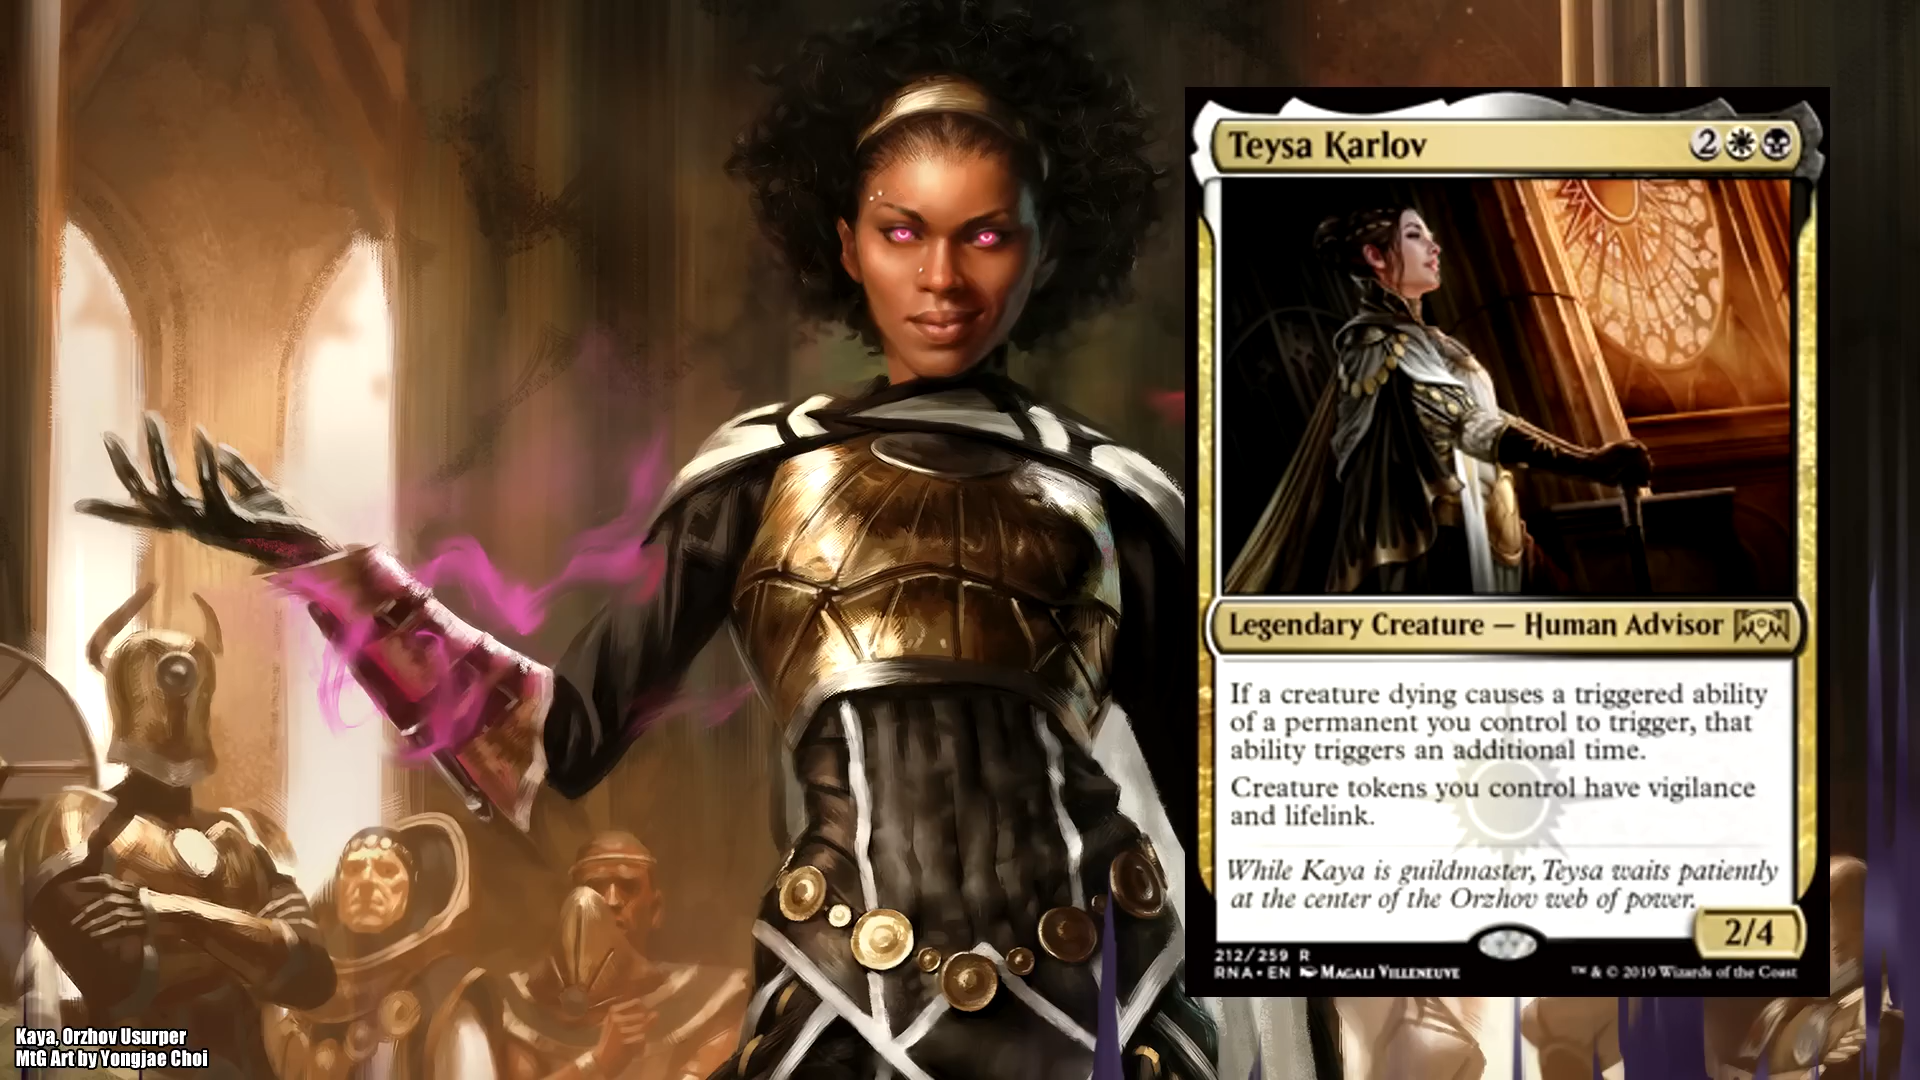 Teysa Karlov 2
Legendary Creature — Human Advisor
If a creature dying causes a triggered ability
of a permanent you control to trigger, that
ability triggers an additional time.
Creature tokens you control have vigilance
and lifelink.
While Kaya is guildmaster, Teysa waits patiently
at the center of the Orzhov web of power.
2/4
212/259 R
RNA • EN Magali Villeneuve
™ & © 2019 Wizards of the Coast
Kaya, Orzhov Usurper
MtG Art by Yongjae Choi